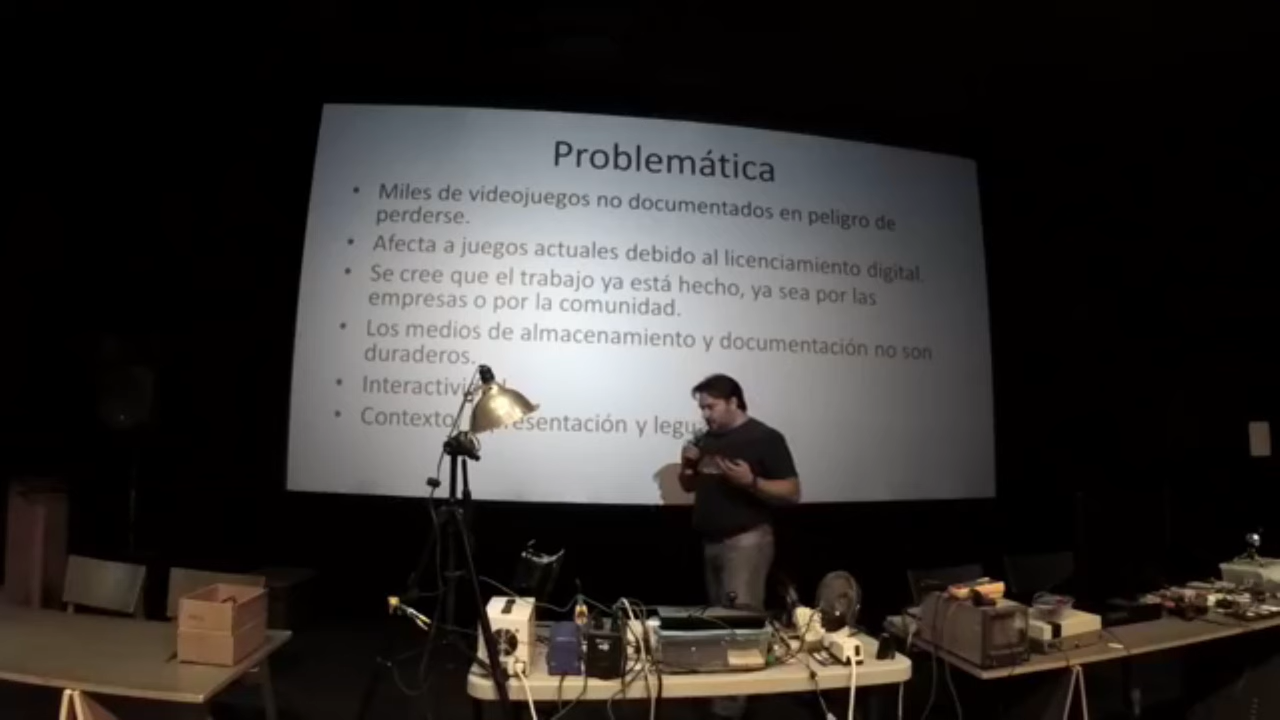 Problemática
• Miles de videojuegos no documentados en peligro de
perderse.
• Afecta a juegos actuales debido al licenciamiento digital.
• Se cree que el trabajo ya está hecho, ya sea por las
empresas o por la comunidad.
• Los medios de almacenamiento y documentación no son
duraderos.
•
• Contexto y